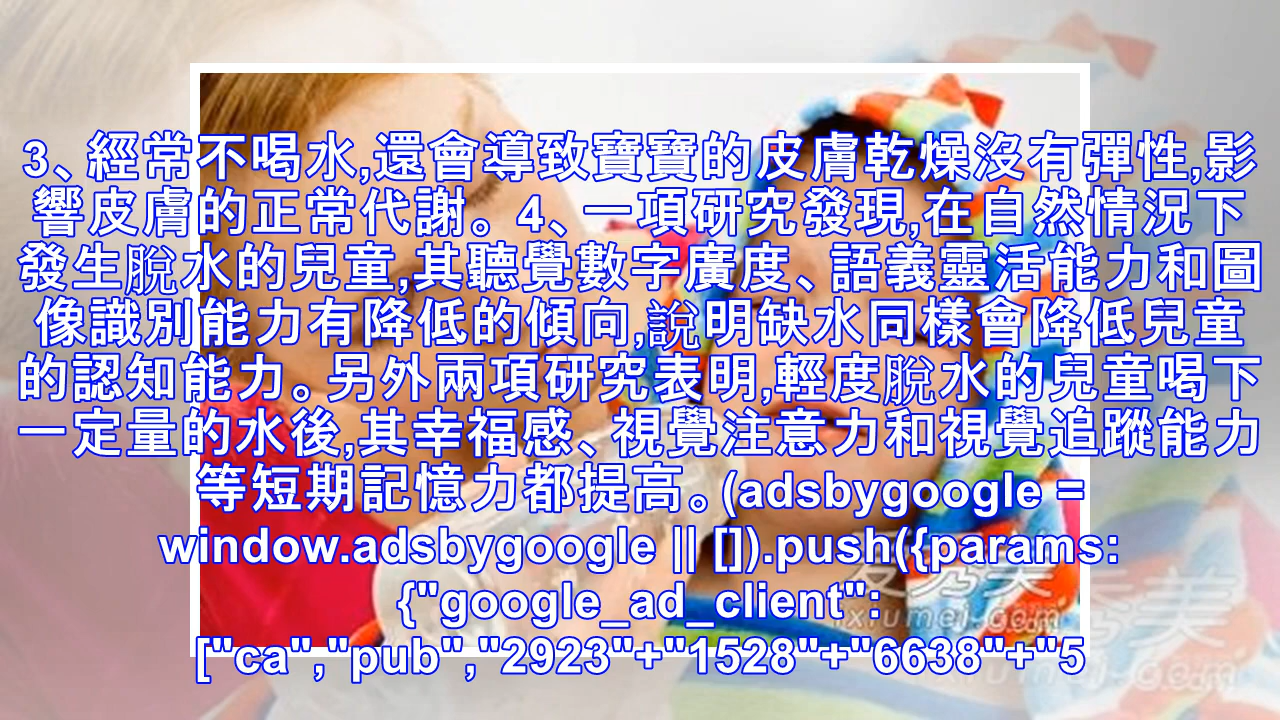 3、經常不喝水,還會導致寶寶的皮膚乾燥沒有彈性,影
響皮膚的正常代謝。4、一項研究發現,在自然情況下
發生脫水的兒童,其聽覺數字廣度、語義靈活能力和圖
像識別能力有降低的傾向,說明缺水同樣會降低兒童
的認知能力。另外兩項研究表明,輕度脫水的兒童喝下
一定量的水後,其幸福感、視覺注意力和視覺追蹤能力
等短期記憶力都提高。(adsbygoogle =
window.adsbygoogle || []).push({params:
{"google_ad_client":
["ca","pub","2923"+"1528"+"6638"+"5